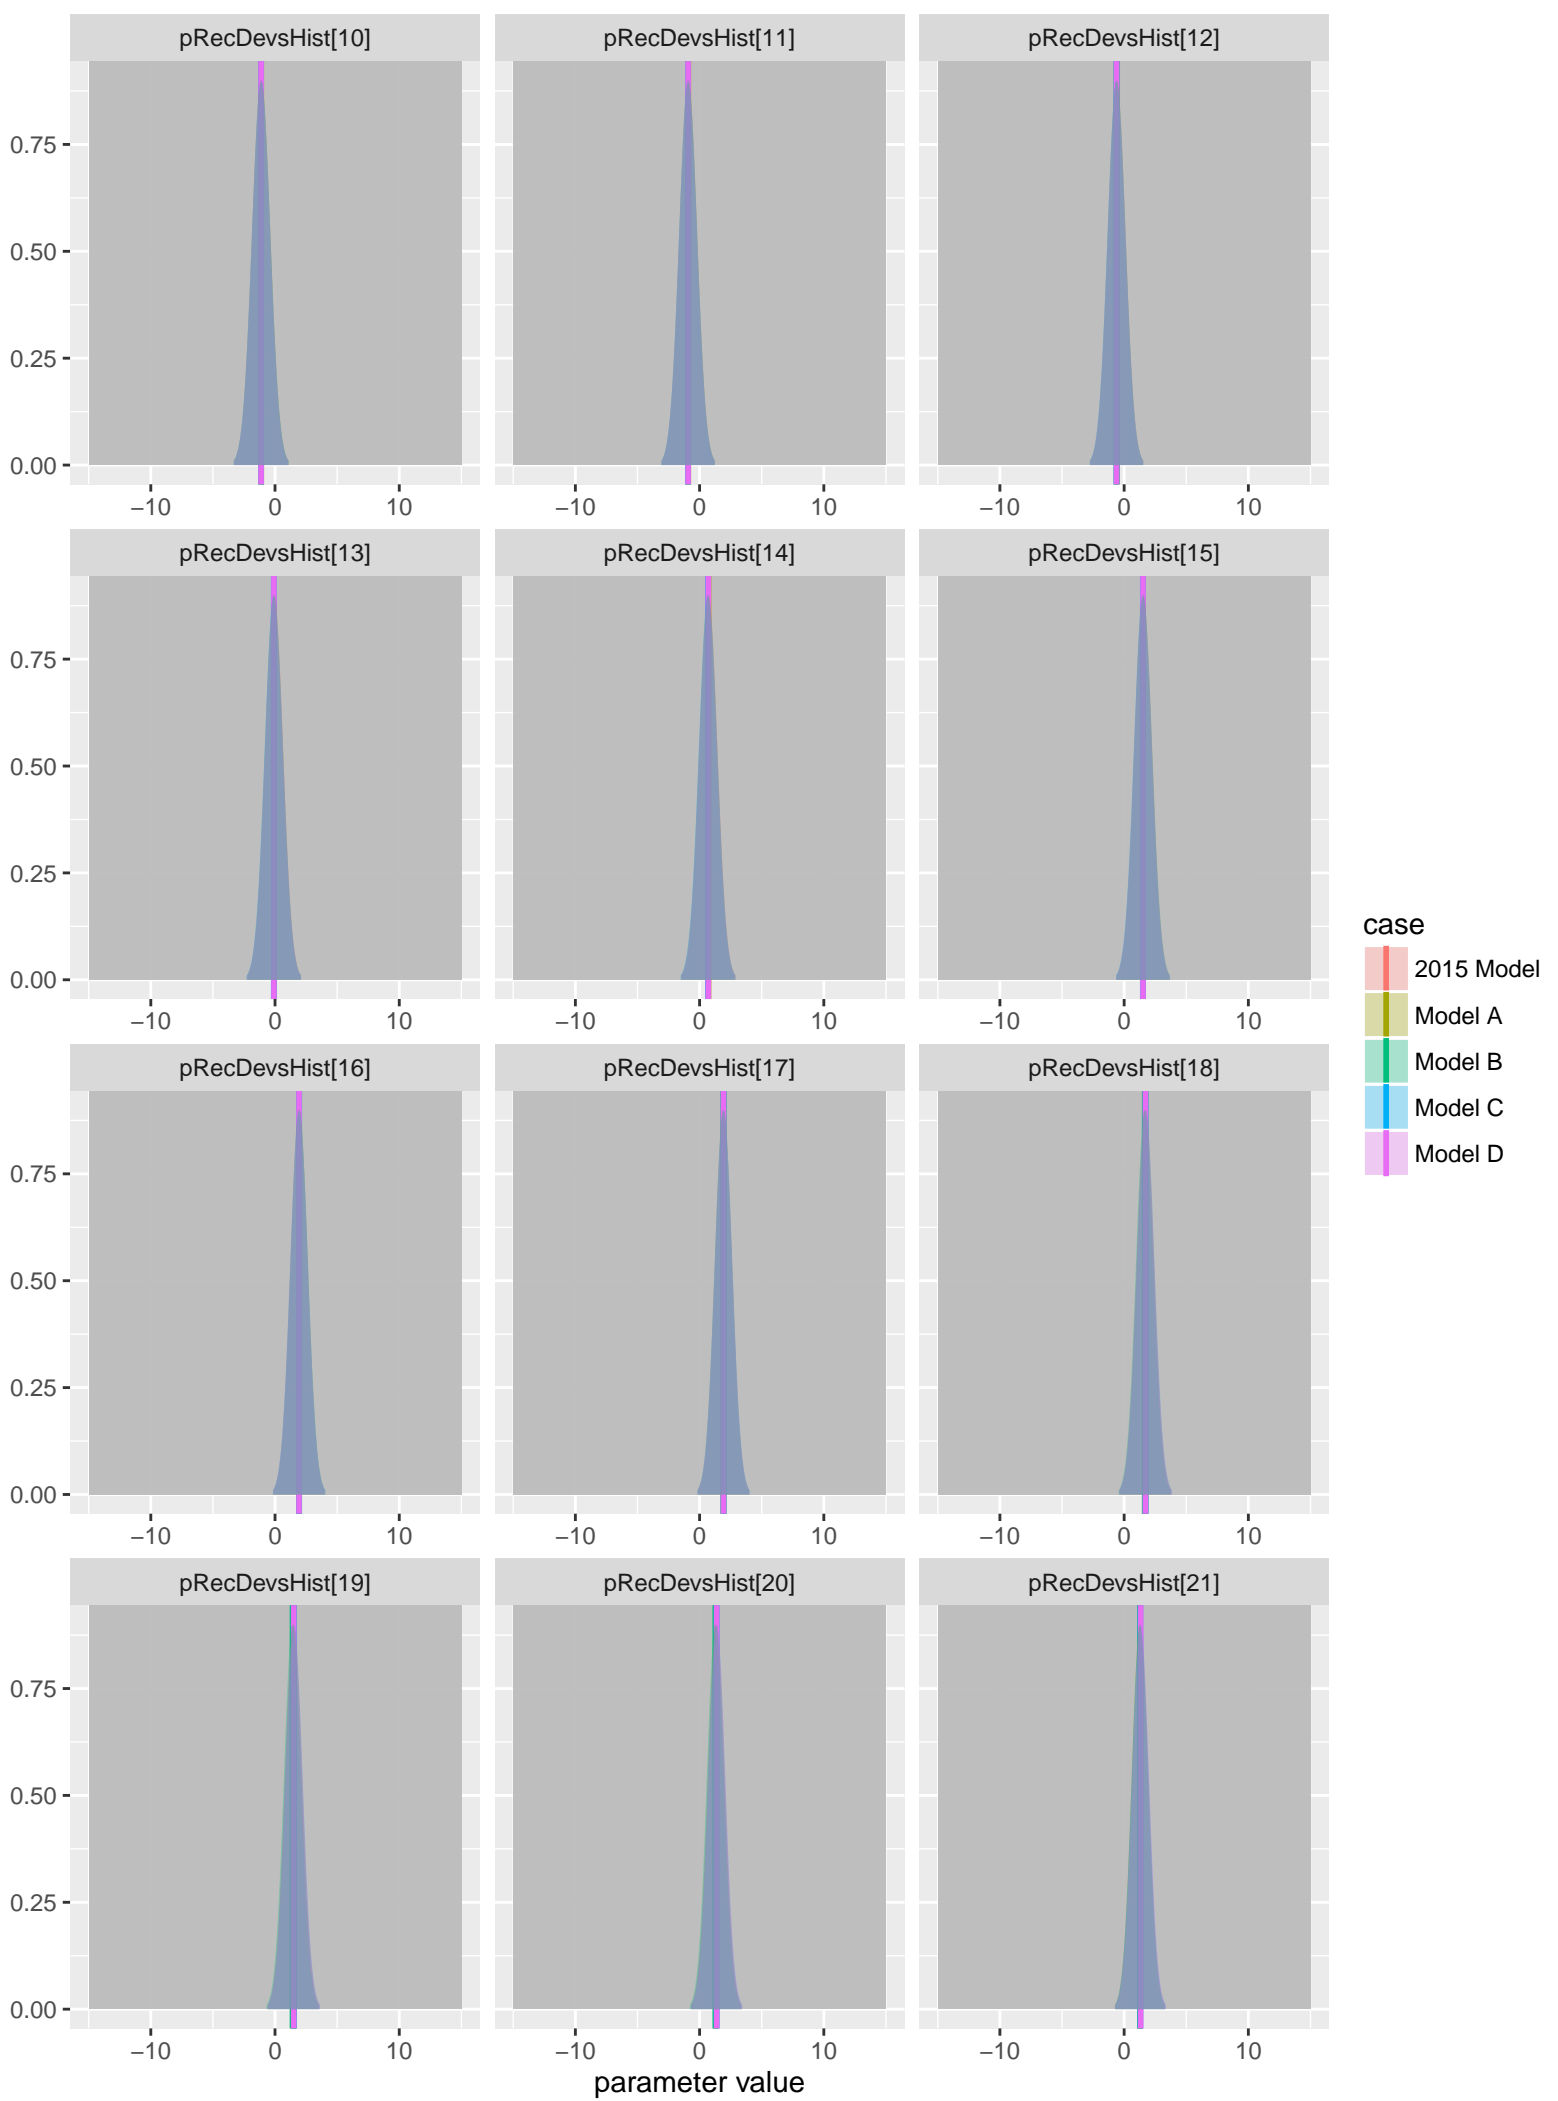 pRecDevsHist[10] pRecDevsHist[11] pRecDevsHist[12]
0.75
0.50
0.25
0.00
−10 0 10 −10 0 10 −10 0 10
pRecDevsHist[13] pRecDevsHist[14] pRecDevsHist[15]
0.75
0.50
0.25
0.00
−10 0 10 −10 0 10 −10 0 10
pRecDevsHist[16] pRecDevsHist[17] pRecDevsHist[18]
0.75
0.50
0.25
0.00
−10 0 10 −10 0 10 −10 0 10
pRecDevsHist[19] pRecDevsHist[20] pRecDevsHist[21]
0.75
0.50
0.25
0.00
−10 0 10 −10 0 10 −10 0 10
parameter value
case
2015 Model
Model A
Model B
Model C
Model D